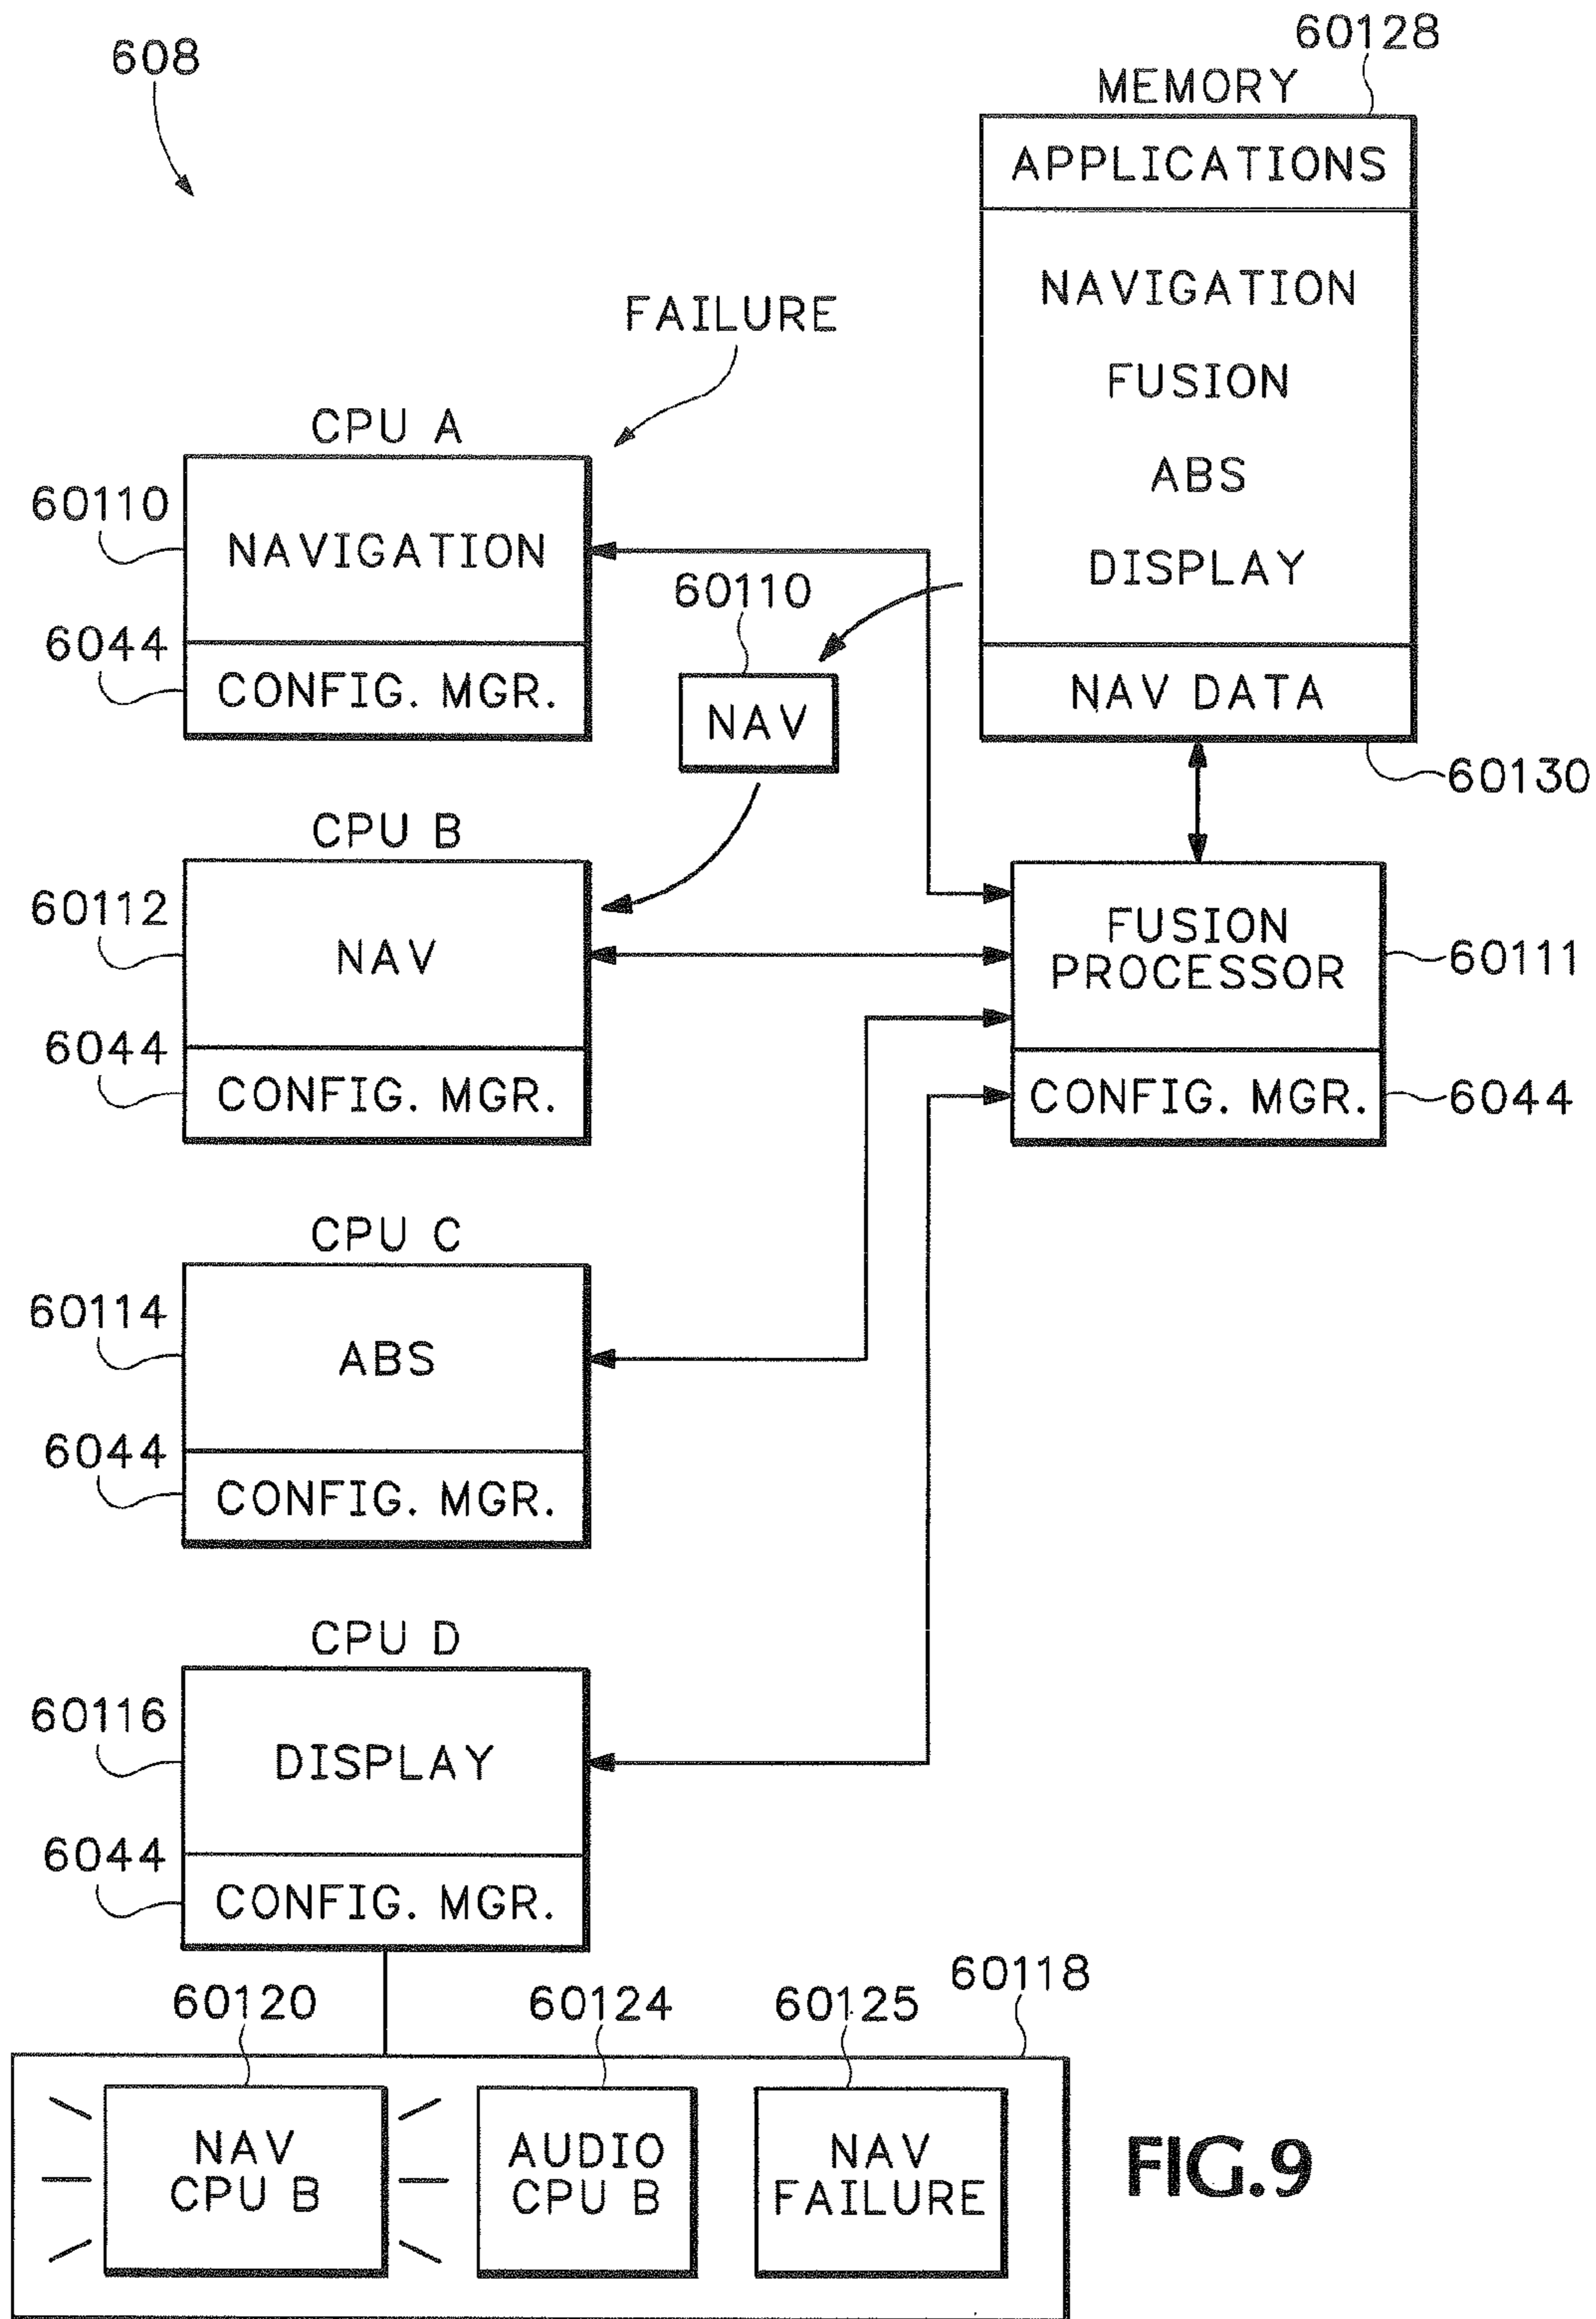 608
60128
MEMORY
APPLICATIONS
NAVIGATION
FUSION
ABS
DISPLAY
NAV DATA
60130
FAILURE
CPU A
60110
NAVIGATION
6044
CONFIG. MGR.
60110
NAV
CPU B
60112
NAV
6044
CONFIG. MGR.
FUSION
PROCESSOR
60111
CONFIG. MGR.
6044
CPU C
60114
ABS
6044
CONFIG. MGR.
CPU D
60116
DISPLAY
6044
CONFIG. MGR.
60118
60120
60124
60125
NAV
CPU B
AUDIO
CPU B
NAV
FAILURE
FIG.9